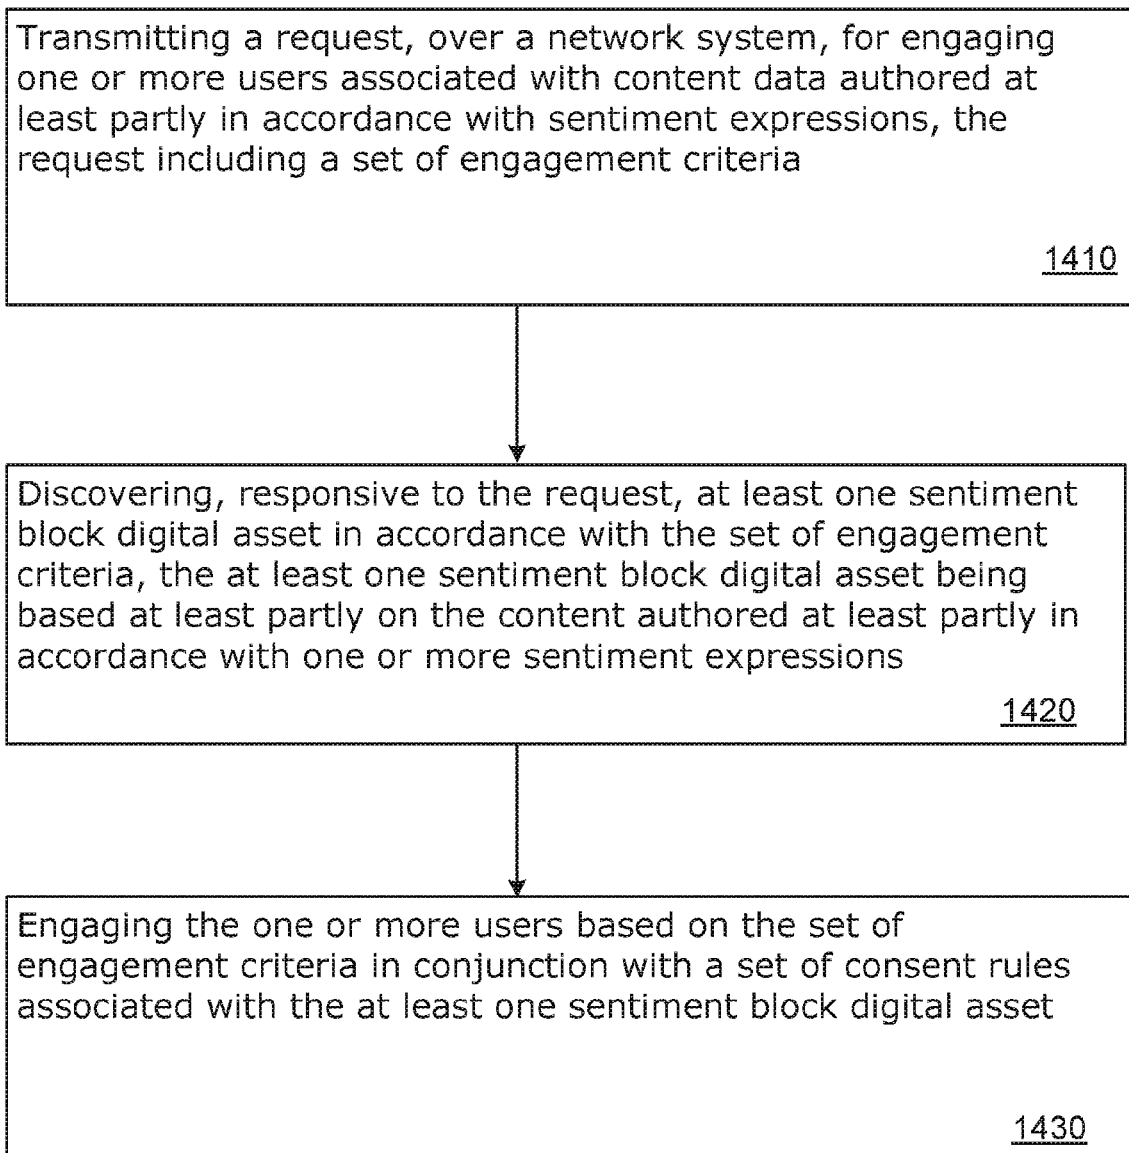 Transmitting a request, over a network system, for engaging
one or more users associated with content data authored at
least partly in accordance with sentiment expressions, the
request including a set of engagement criteria
1410
Discovering, responsive to the request, at least one sentiment
block digital asset in accordance with the set of engagement
criteria, the at least one sentiment block digital asset being
based at least partly on the content authored at least partly in
accordance with one or more sentiment expressions
1420
Engaging the one or more users based on the set of
engagement criteria in conjunction with a set of consent rules
associated with the at least one sentiment block digital asset
1430